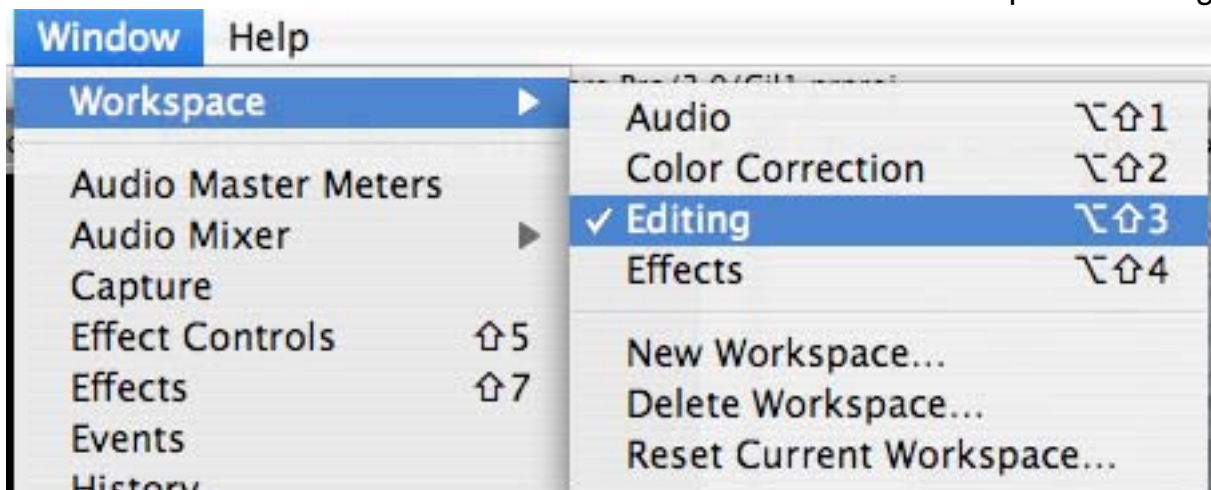 Window Help
Workspace
Audio Master Meters
Audio Mixer
Capture
Effect Controls ⇧5
Effects ⇧7
Events
History
Audio ⌥⇧1
Color Correction ⌥⇧2
✓ Editing ⌥⇧3
Effects ⌥⇧4
New Workspace...
Delete Workspace...
Reset Current Workspace...